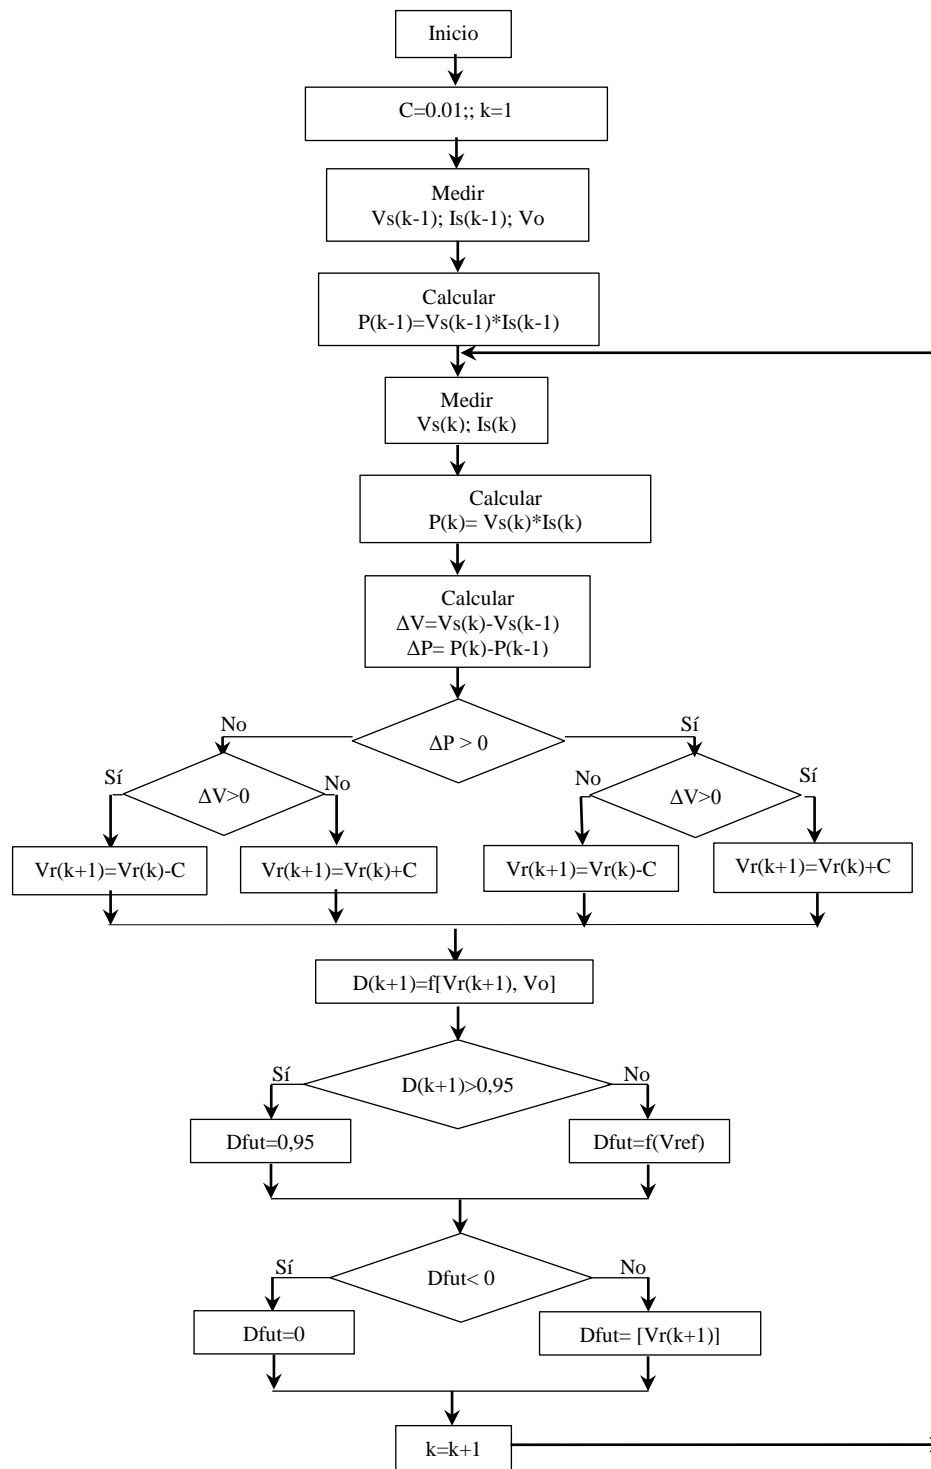 Inicio
C=0.01;; k=1
Medir
Vs(k-1); Is(k-1); Vo
Calcular
P(k-1)=Vs(k-1)*Is(k-1)
Medir
Vs(k); Is(k)
Calcular
P(k)= Vs(k)*Is(k)
Calcular
ΔV=Vs(k)-Vs(k-1)
ΔP= P(k)-P(k-1)
No
ΔP > 0
Sí
Sí
ΔV>0
No
No
ΔV>0
Sí
Vr(k+1)=Vr(k)-C
Vr(k+1)=Vr(k)+C
Vr(k+1)=Vr(k)-C
Vr(k+1)=Vr(k)+C
D(k+1)=f[Vr(k+1), Vo]
Sí
D(k+1)>0,95
No
Dfut=0,95
Dfut=f(Vref)
Sí
Dfut< 0
No
Dfut=0
Dfut= [Vr(k+1)]
k=k+1